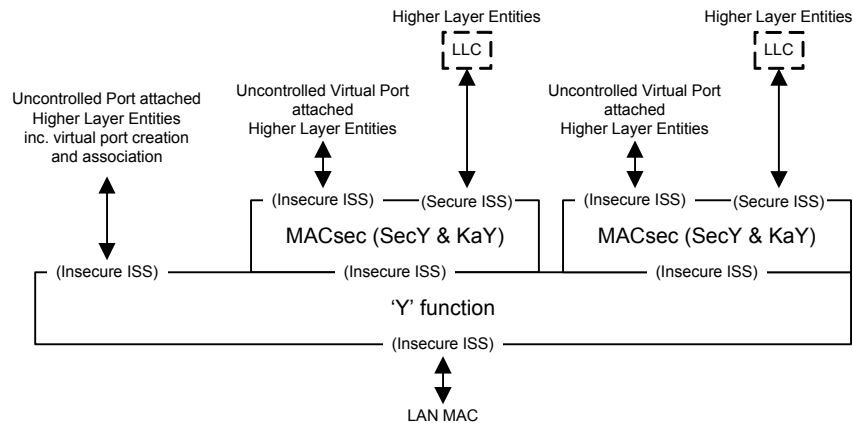 Higher Layer Entities
Higher Layer Entities
LLC
LLC
Uncontrolled Port attached
Higher Layer Entities
inc. virtual port creation
and association
Uncontrolled Virtual Port
attached
Higher Layer Entities
Uncontrolled Virtual Port
attached
Higher Layer Entities
(Insecure ISS)
(Secure ISS)
(Insecure ISS)
(Secure ISS)
MACsec (SecY & KaY)
MACsec (SecY & KaY)
(Insecure ISS)
(Insecure ISS)
(Insecure ISS)
‘Y’ function
(Insecure ISS)
LAN MAC